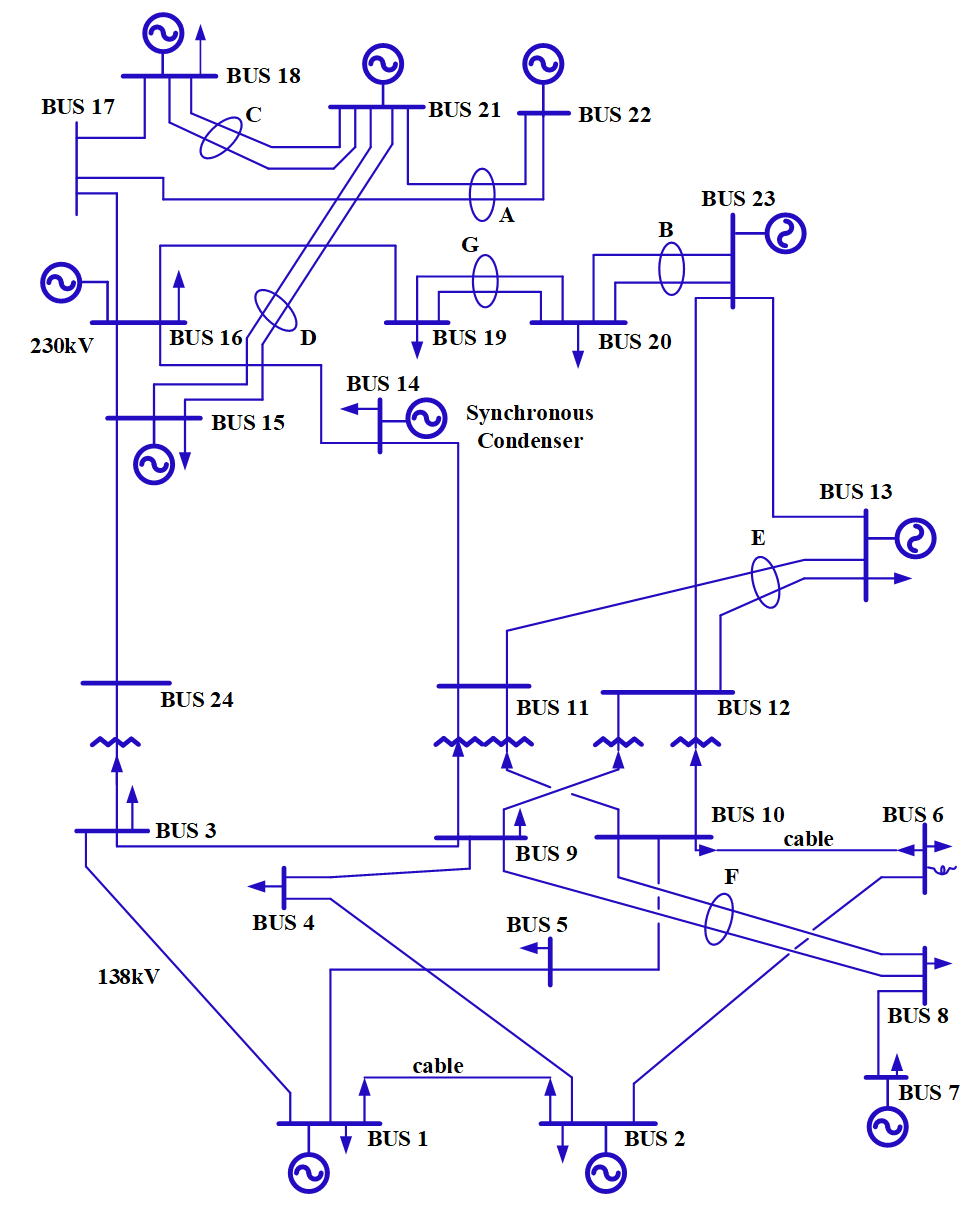 BUS 18
BUS 17
BUS 21
BUS 22
C
A
BUS 23
B
G
D
BUS 16
230kV
BUS 19
BUS 20
BUS 14
Synchronous
Condenser
BUS 15
BUS 13
E
BUS 24
BUS 11
BUS 12
BUS 3
BUS 9
BUS 10
cable
BUS 6
F
BUS 4
BUS 5
138kV
BUS 8
cable
BUS 7
BUS 1
BUS 2